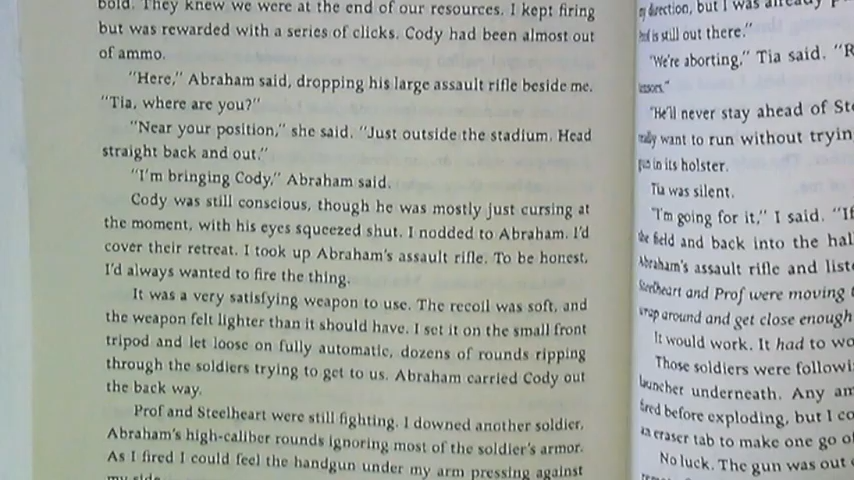 bold. They knew we were at the end of our resources. I kept firing
but was rewarded with a series of clicks. Cody had been almost out
of ammo.
"Here," Abraham said, dropping his large assault rifle beside me.
"Tia, where are you?"
"Near your position," she said. "Just outside the stadium. Head
straight back and out."
"I'm bringing Cody," Abraham said.
Cody was still conscious, though he was mostly just cursing at
the moment, with his eyes squeezed shut. I nodded to Abraham. I'd
cover their retreat. I took up Abraham's assault rifle. To be honest,
I'd always wanted to fire the thing.
It was a very satisfying weapon to use. The recoil was soft, and
the weapon felt lighter than it should have. I set it on the small front
tripod and let loose on fully automatic, dozens of rounds ripping
through the soldiers trying to get to us. Abraham carried Cody out
the back way.
Prof and Steelheart were still fighting. I downed another soldier,
Abraham's high-caliber rounds ignoring most of the soldier's armor.
As I fired I could feel the handgun under my arm pressing against
my side.
direction, but I was already
is still out there."
"We're aborting," Tia said.
"He'll never stay ahead of
want to run without
in its holster.
Tia was silent.
"I'm going for it," I said. "If
the field and back into the
Abraham's assault rifle and
Steelheart and Prof were moving
wrap around and get close enough
It would work. It had to
Those soldiers were
launcher underneath. Any
fired before exploding, but I
an eraser tab to make one go
No luck. The gun was out